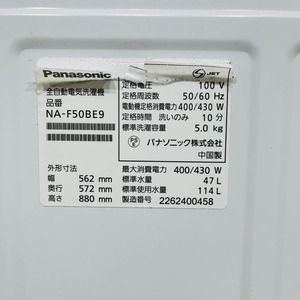 Panasonic
全自動電気洗濯機
品番
NA-F50BE9
外形寸法
幅 562 mm
奥行 572 mm
高さ 880 mm
S JET
定格電圧 100 V
定格周波数 50/60 Hz
電動機定格消費電力 400/430 W
定格時間 洗いのみ 10 分
標準洗濯容量 5.0 kg
PSE パナソニック株式会社
中国製
最大消費電力 400/430 W
標準水量 47 L
標準使用水量 114 L
製造番号 2262400458